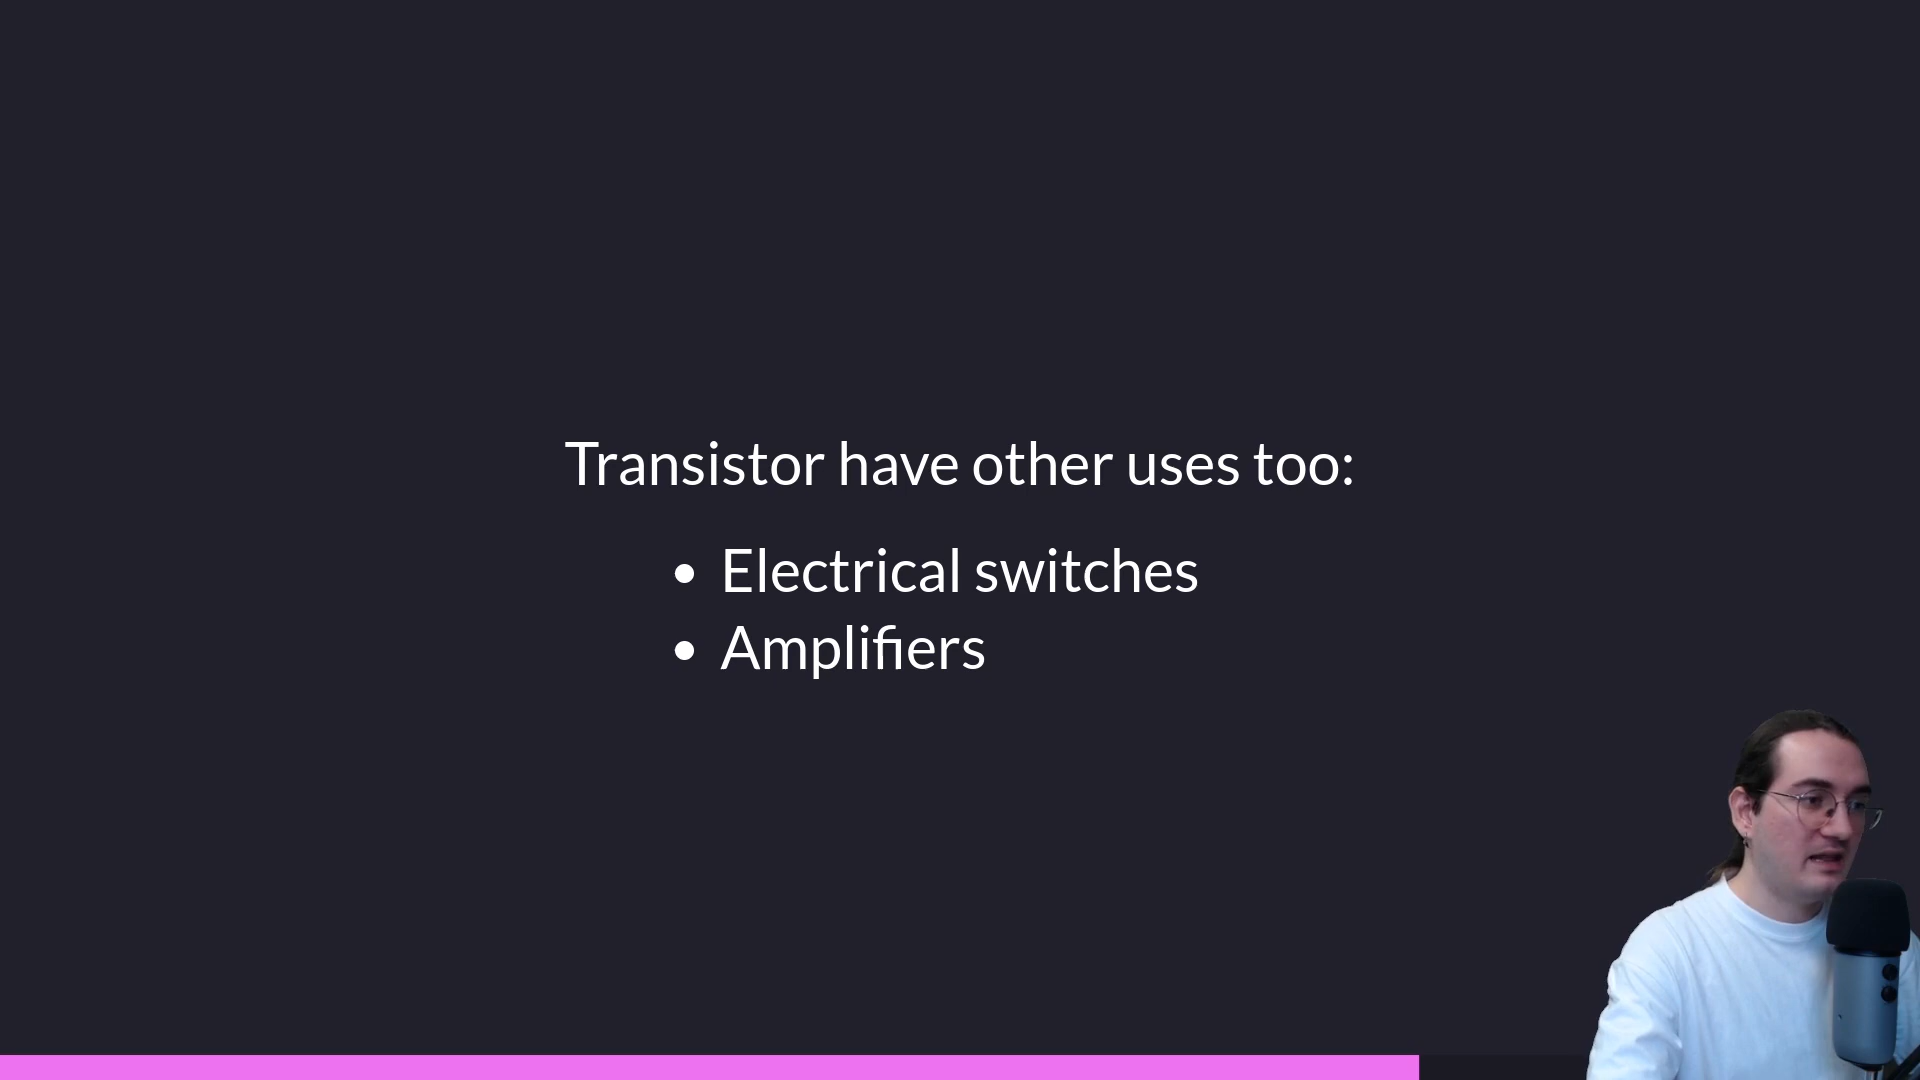 Transistor have other uses too:
• Electrical switches
• Amplifiers